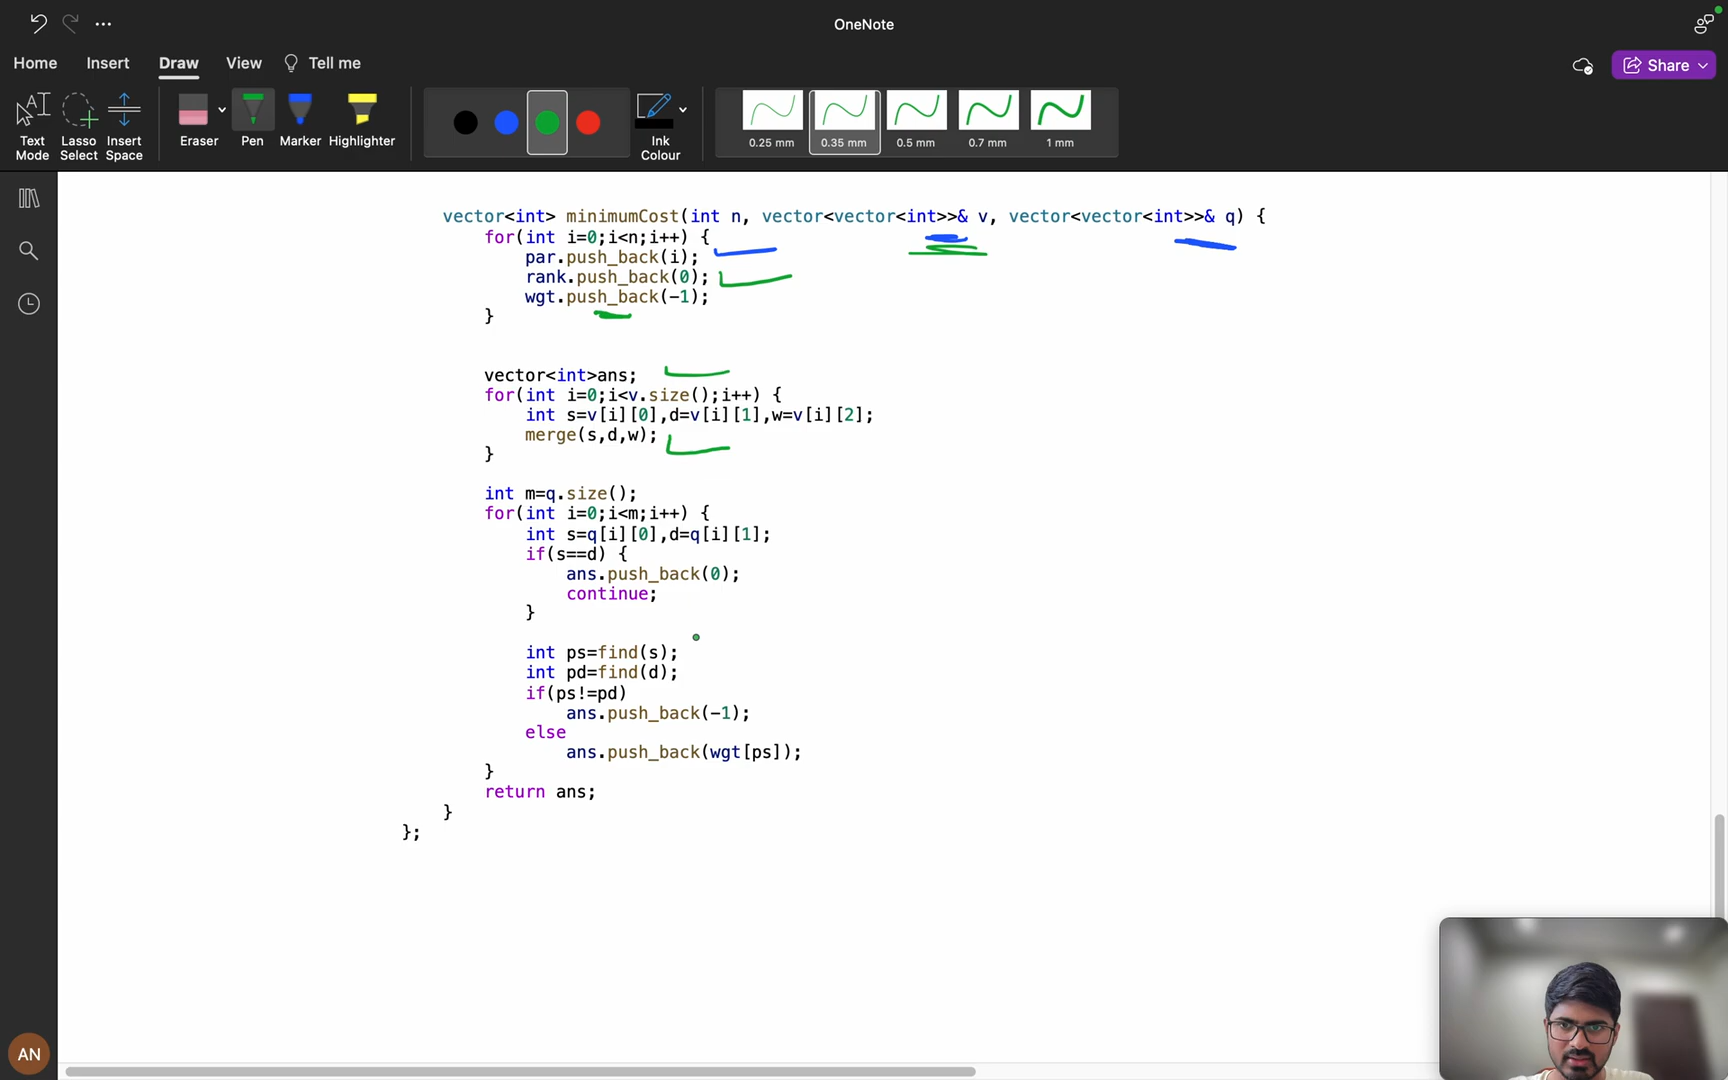 OneNote
Home Insert Draw View Tell me
Share
Text Mode
Lasso Select
Insert Space
Eraser
Pen
Marker
Highlighter
Ink Colour
0.25 mm
0.35 mm
0.5 mm
0.7 mm
1 mm
vector<int> minimumCost(int n, vector<vector<int>>& v, vector<vector<int>>& q) {
for(int i=0;i<n;i++) {
par.push_back(i);
rank.push_back(0);
wgt.push_back(-1);
}
vector<int>ans;
for(int i=0;i<v.size();i++) {
int s=v[i][0],d=v[i][1],w=v[i][2];
merge(s,d,w);
}
int m=q.size();
for(int i=0;i<m;i++) {
int s=q[i][0],d=q[i][1];
if(s==d) {
ans.push_back(0);
continue;
}
int ps=find(s);
int pd=find(d);
if(ps!=pd)
ans.push_back(-1);
else
ans.push_back(wgt[ps]);
}
return ans;
}
};
AN